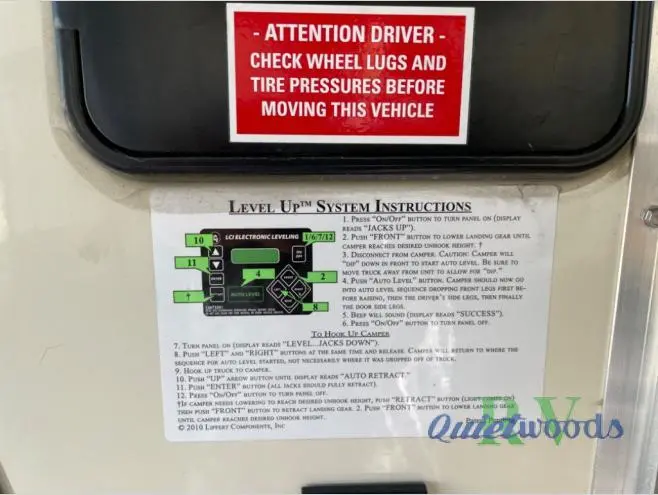 - ATTENTION DRIVER -
CHECK WHEEL LUGS AND
TIRE PRESSURES BEFORE
MOVING THIS VEHICLE
LEVEL UP™ SYSTEM INSTRUCTIONS
10
LCI ELECTRONIC LEVELING
1/6/7/12
ON
OFF
11
ENTER
4
2
AUTO LEVEL
†
8
1. PRESS "ON/OFF" BUTTON TO TURN PANEL ON (DISPLAY
READS "JACKS UP").
2. PUSH "FRONT" BUTTON TO LOWER LANDING GEAR UNTIL
CAMPER REACHES DESIRED UNHOOK HEIGHT. †
3. DISCONNECT FROM CAMPER. CAUTION: CAMPER WILL
"DIP" DOWN IN FRONT TO START AUTO LEVEL. BE SURE TO
MOVE TRUCK AWAY FROM UNIT TO ALLOW FOR "DIP."
4. PUSH "AUTO LEVEL" BUTTON. CAMPER SHOULD NOW GO
INTO AUTO LEVEL SEQUENCE DROPPING FRONT LEGS FIRST BE-
FORE RAISING, THEN THE DRIVER'S SIDE LEGS, THEN FINALLY
THE DOOR SIDE LEGS.
5. BEEP WILL SOUND (DISPLAY READS "SUCCESS").
6. PRESS "ON/OFF" BUTTON TO TURN PANEL OFF.
TO HOOK UP CAMPER
7. TURN PANEL ON (DISPLAY READS "LEVEL...JACKS DOWN").
8. PUSH "LEFT" AND "RIGHT" BUTTONS AT THE SAME TIME AND RELEASE. CAMPER WILL RETURN TO WHERE THE
SEQUENCE FOR AUTO LEVEL STARTED, NOT NECESSARILY WHERE IT WAS DROPPED OFF OF TRUCK.
9. HOOK TRUCK TO CAMPER.
10. PUSH "UP" ARROW BUTTON UNTIL DISPLAY READS "AUTO RETRACT."
11. PUSH "ENTER" BUTTON (ALL JACKS SHOULD FULLY RETRACT).
12. PRESS "ON/OFF" BUTTON TO TURN PANEL OFF.
†IF CAMPER NEEDS LOWERING TO REACH DESIRED UNHOOK HEIGHT, PUSH "RETRACT" BUTTON (LIGHT ON)
THEN PUSH "FRONT" BUTTON TO RETRACT LANDING GEAR. 2. PUSH "FRONT" BUTTON TO LOWER LANDING GEAR
UNTIL CAMPER REACHES DESIRED HEIGHT.
© 2010 LIPPERT COMPONENTS, INC
Quietwoods
RV